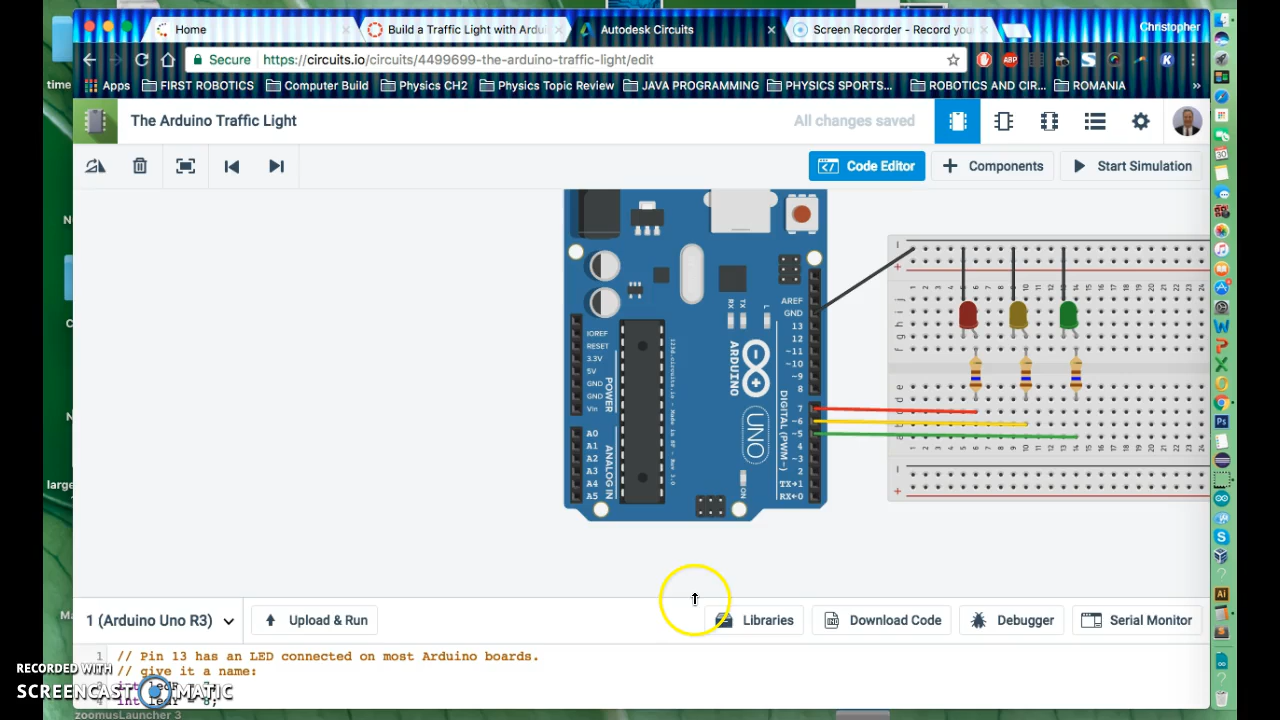 Home
Build a Traffic Light with Ardui
Autodesk Circuits
Screen Recorder - Record your
Christopher
Secure
https://circuits.io/circuits/4499699-the-arduino-traffic-light/edit
Apps
FIRST ROBOTICS
Computer Build
Physics CH2
Physics Topic Review
JAVA PROGRAMMING
PHYSICS SPORTS...
ROBOTICS AND CIR...
ROMANIA
»
time
The Arduino Traffic Light
All changes saved
Code Editor
Components
Start Simulation
AREF
GND
13
12
~11
~10
~9
8
7
~6
~5
4
~3
2
TX→1
RX←0
IOREF
RESET
3.3V
5V
GND
GND
Vin
A0
A1
A2
A3
A4
A5
POWER
ANALOG IN
RX
TX
L
ARDUINO
UNO
DIGITAL (PWM~)
ON
large
1 (Arduino Uno R3)
Upload & Run
Libraries
Download Code
Debugger
Serial Monitor
1 // Pin 13 has an LED connected on most Arduino boards.
// give it a name:
RECORDED WITH
SCREENCAST MATIC
zoomusLauncher 3